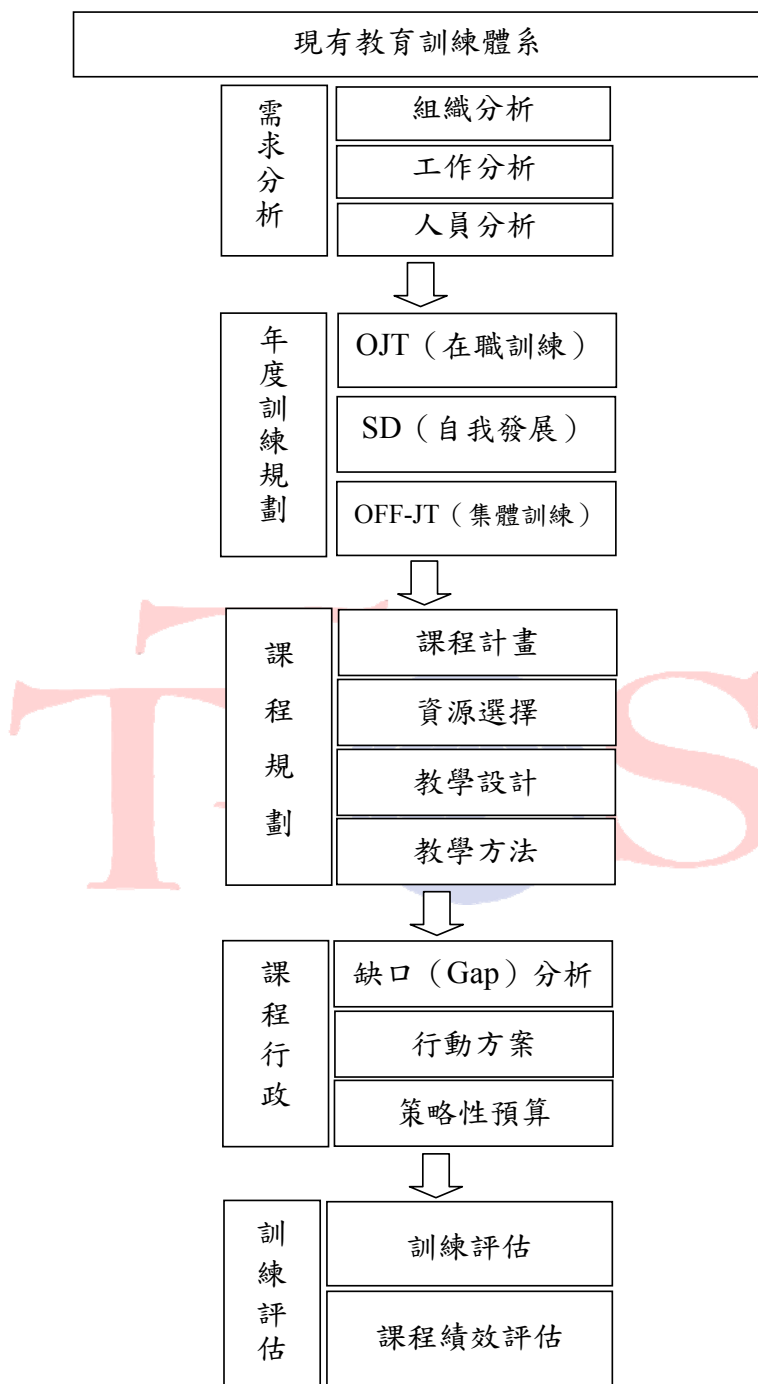 現有教育訓練體系
需求分析
組織分析
工作分析
人員分析
年度訓練規劃
OJT（在職訓練）
SD（自我發展）
OFF-JT（集體訓練）
課程規劃
課程計畫
資源選擇
教學設計
教學方法
課程行政
缺口（Gap）分析
行動方案
策略性預算
訓練評估
訓練評估
課程績效評估